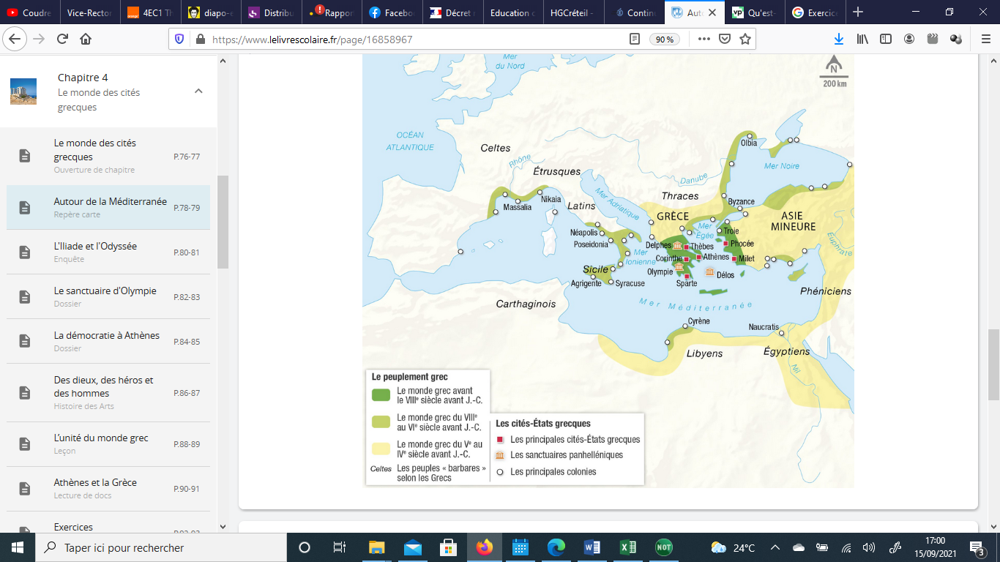 Coudre
Vice-Rector
4EC1 Th
diapo-e
Distribu
Rapport
Facebo
Décret n
Education c
HGCréteil -
Contine
Auto
Qu'est-
Exercice
https://www.lelivrescolaire.fr/page/16858967
90 %
Chapitre 4
Le monde des cités
grecques
Le monde des cités
grecques
P.76-77
Ouverture de chapitre
Autour de la Méditerranée
P.78-79
Repère carte
L'Iliade et l'Odyssée
P.80-81
Enquête
Le sanctuaire d'Olympie
P.82-83
Dossier
La démocratie à Athènes
P.84-85
Dossier
Des dieux, des héros et
des hommes
P.86-87
Histoire des Arts
L'unité du monde grec
P.88-89
Leçon
Athènes et la Grèce
P.90-91
Lecture de docs
Exercices
Mer
du Nord
N
200 km
OCÉAN
ATLANTIQUE
Celtes
Rhône
Étrusques
Olbia
Mer Noire
Danube
Thraces
Massalia
Nikaia
Latins
Mer Adriatique
Byzance
GRÈCE
ASIE
MINEURE
Mer
Égée
Troie
Néapolis
Poseidonia
Delphes
Thèbes
Phocée
Euphrate
Mer
Ionienne
Corinthe
Athènes
Milet
Sicile
Olympie
Délos
Agrigente
Syracuse
Sparte
Phéniciens
Carthaginois
Mer Méditerranée
Cyrène
Naucratis
Libyens
Égyptiens
Nil
Le peuplement grec
Le monde grec avant
le VIIIe siècle avant J.-C.
Le monde grec du VIIIe
au VIe siècle avant J.-C.
Le monde grec du Ve au
IVe siècle avant J.-C.
Celtes
Les peuples « barbares »
selon les Grecs
Les cités-États grecques
Les principales cités-États grecques
Les sanctuaires panhelléniques
Les principales colonies
Taper ici pour rechercher
NOT
24°C
17:00
15/09/2021
3